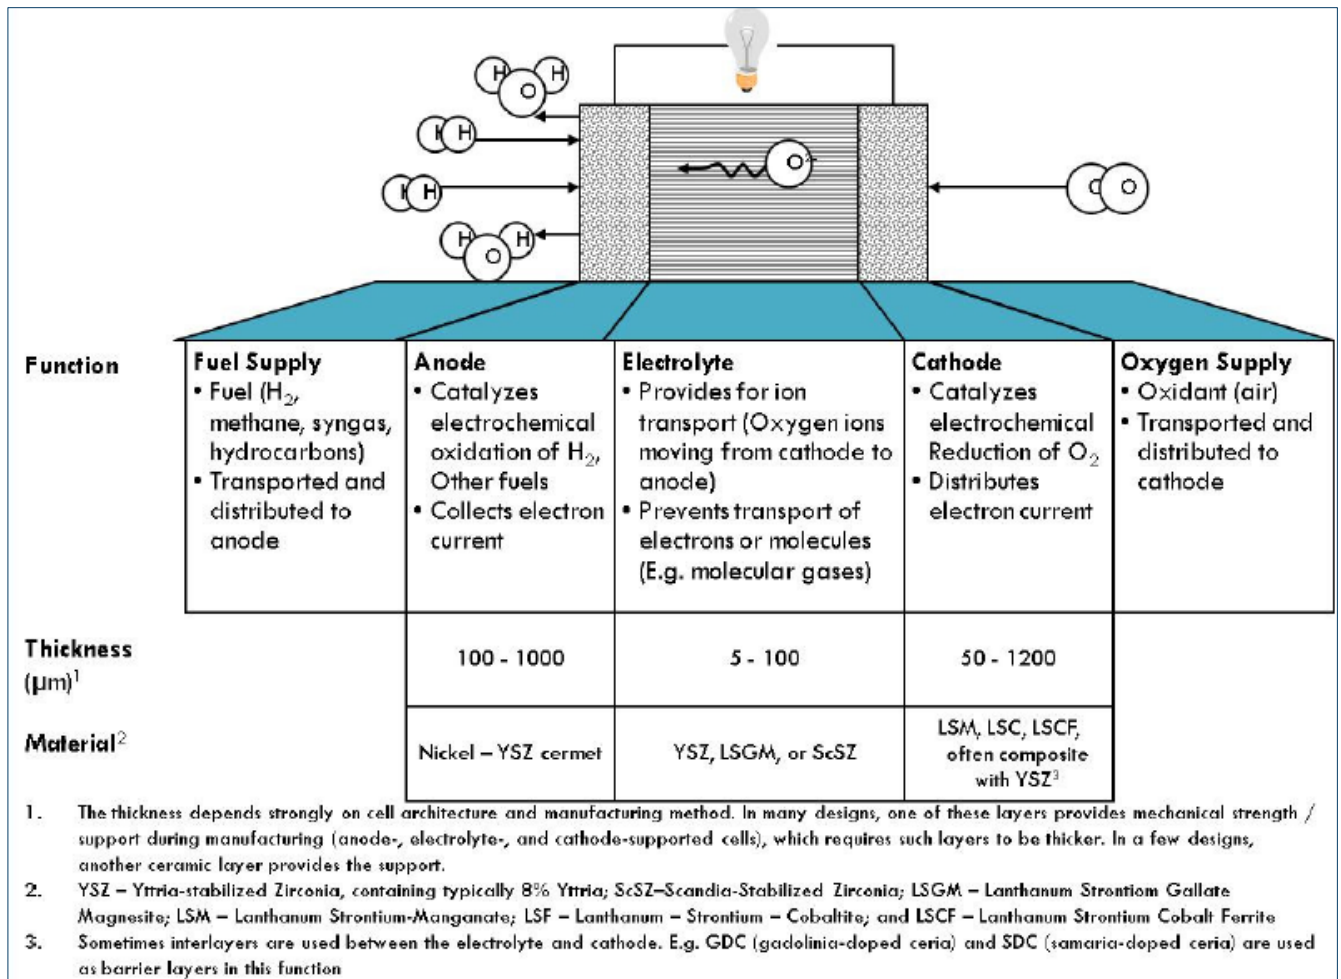 H H
O
H H
O²⁻
H H
O O
H H
O
Function
Fuel Supply
• Fuel (H₂,
methane, syngas,
hydrocarbons)
• Transported and
distributed to
anode
Anode
• Catalyzes
electrochemical
oxidation of H₂,
Other fuels
• Collects electron
current
Electrolyte
• Provides for ion
transport (Oxygen ions
moving from cathode to
anode)
• Prevents transport of
electrons or molecules
(E.g. molecular gases)
Cathode
• Catalyzes
electrochemical
Reduction of O₂
• Distributes
electron current
Oxygen Supply
• Oxidant (air)
• Transported and
distributed to
cathode
Thickness
(μm)¹
100 - 1000
5 - 100
50 - 1200
Material²
Nickel – YSZ cermet
YSZ, LSGM, or ScSZ
LSM, LSC, LSCF,
often composite
with YSZ³
1. The thickness depends strongly on cell architecture and manufacturing method. In many designs, one of these layers provides mechanical strength /
support during manufacturing (anode-, electrolyte-, and cathode-supported cells), which requires such layers to be thicker. In a few designs,
another ceramic layer provides the support.
2. YSZ – Yttria-stabilized Zirconia, containing typically 8% Yttria; ScSZ–Scandia-Stabilized Zirconia; LSGM – Lanthanum Strontiom Gallate
Magnesite; LSM – Lanthanum Strontium-Manganate; LSF – Lanthanum – Strontium – Cobaltite; and LSCF – Lanthanum Strontium Cobalt Ferrite
3. Sometimes interlayers are used between the electrolyte and cathode. E.g. GDC (gadolinia-doped ceria) and SDC (samaria-doped ceria) are used
as barrier layers in this function